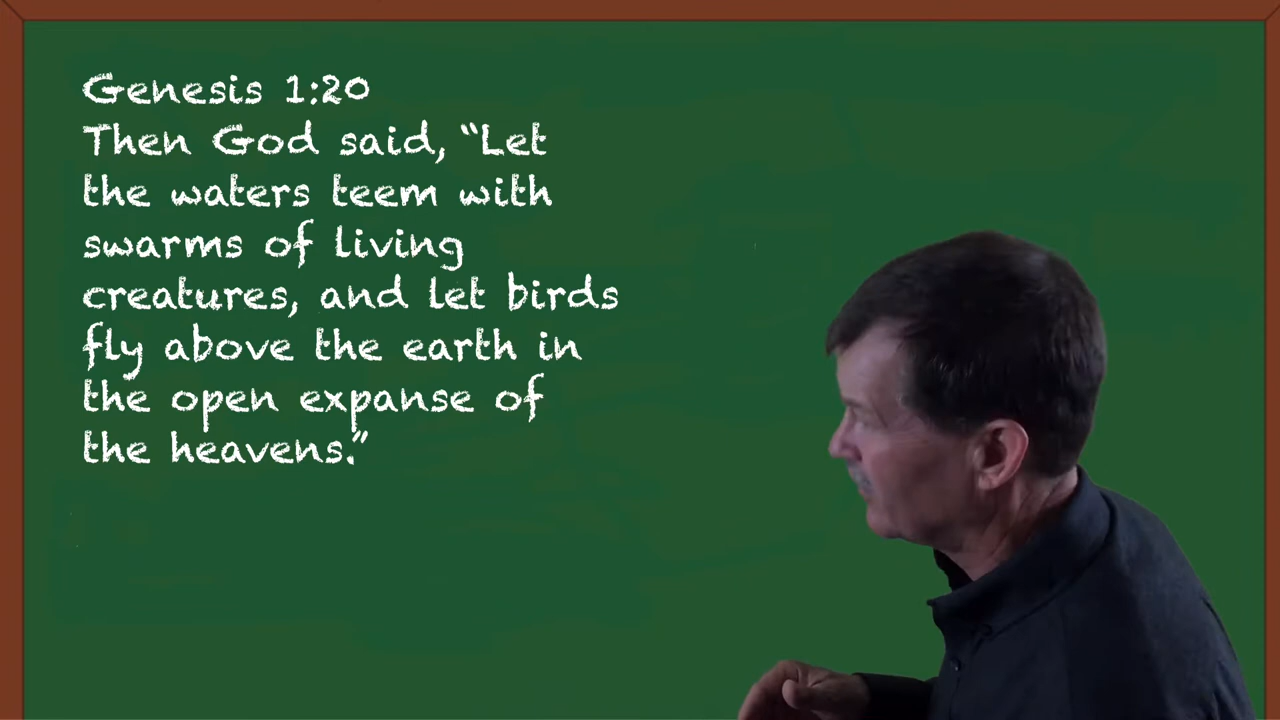 Genesis 1:20
Then God said, “Let
the waters teem with
swarms of living
creatures, and let birds
fly above the earth in
the open expanse of
the heavens.”